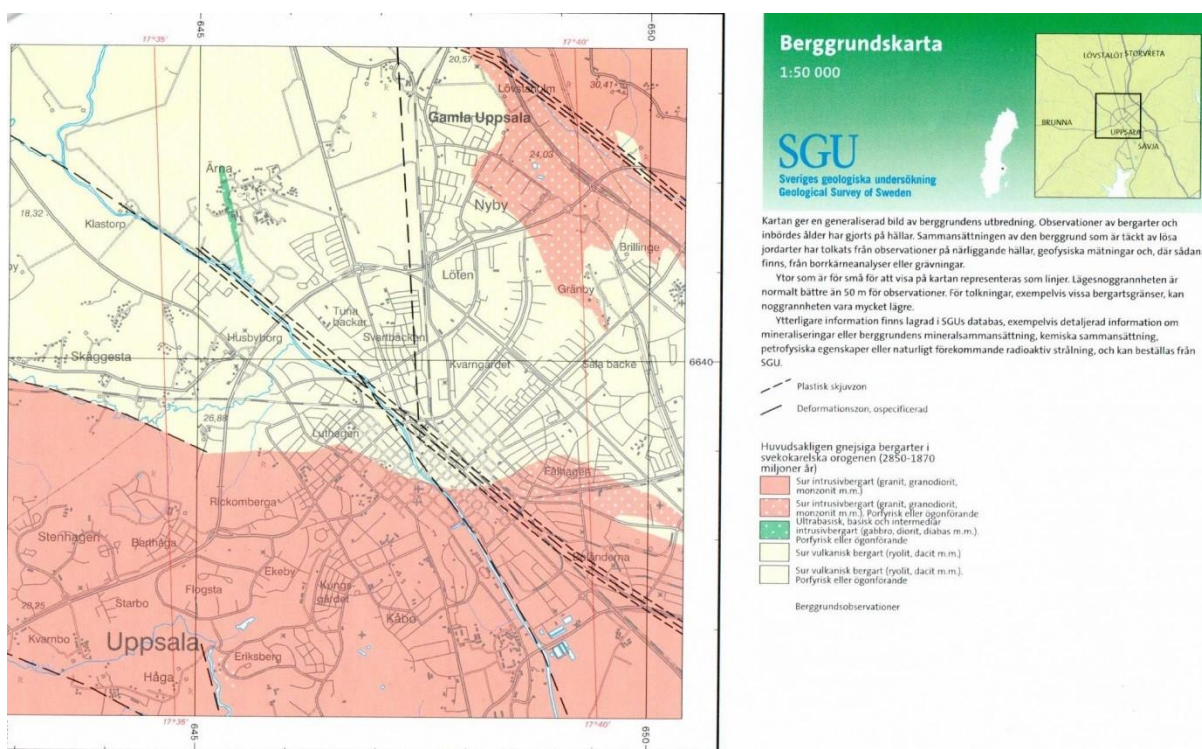 17°35'
645
17°40'
650
20,57
Lövstaholm
30,41
Gamla Uppsala
24,03
Ärna
Nyby
18,32
Klastorp
Brillinge
Löten
Gränby
Tuna
backar
Husbyborg
Svartbäcken
Skäggesta
Kvarngärdet
Sala backe
6640
26,88
Luthagen
Fålhagen
Rickomberga
Stenhagen
Berthåga
Boländerna
Ekeby
Flogsta
Kungs-
gärdet
Starbo
28,25
Kåbo
Kvarnbo
Uppsala
Eriksberg
Håga
17°35'
645
17°40'
650
Berggrundskarta
1:50 000
SGU
Sveriges geologiska undersökning
Geological Survey of Sweden
LÖVSTALÖT
STORVRETA
BRUNNA
UPPSALA
SÄVJA
Kartan ger en generaliserad bild av berggrundens utbredning. Observationer av bergarter och
inbördes ålder har gjorts på hällar. Sammansättningen av den berggrund som är täckt av lösa
jordarter har tolkats från observationer på närliggande hällar, geofysiska mätningar och, där sådan
finns, från borrkärneanalyser eller grävningar.
Ytor som är för små för att visa på kartan representeras som linjer. Lägesnoggrannheten är
normalt bättre än 50 m för observationer. För tolkningar, exempelvis vissa bergartsgränser, kan
noggrannheten vara mycket lägre.
Ytterligare information finns lagrad i SGUs databas, exempelvis detaljerad information om
mineraliseringar eller berggrundens mineralsammansättning, kemiska sammansättning,
petrofysiska egenskaper eller naturligt förekommande radioaktiv strålning, och kan beställas från
SGU.
Plastisk skjuvzon
Deformationszon, ospecificerad
Huvudsakligen gnejsiga bergarter i
svekokarelska orogenen (2850-1870
miljoner år)
Sur intrusivbergart (granit, granodiorit,
monzonit m.m.)
Sur intrusivbergart (granit, granodiorit,
monzonit m.m.). Porfyrisk eller ögonförande
Ultrabasisk, basisk och intermediär
intrusivbergart (gabbro, diorit, diabas m.m.).
Porfyrisk eller ögonförande
Sur vulkanisk bergart (ryolit, dacit m.m.)
Sur vulkanisk bergart (ryolit, dacit m.m.).
Porfyrisk eller ögonförande
Berggrundsobservationer